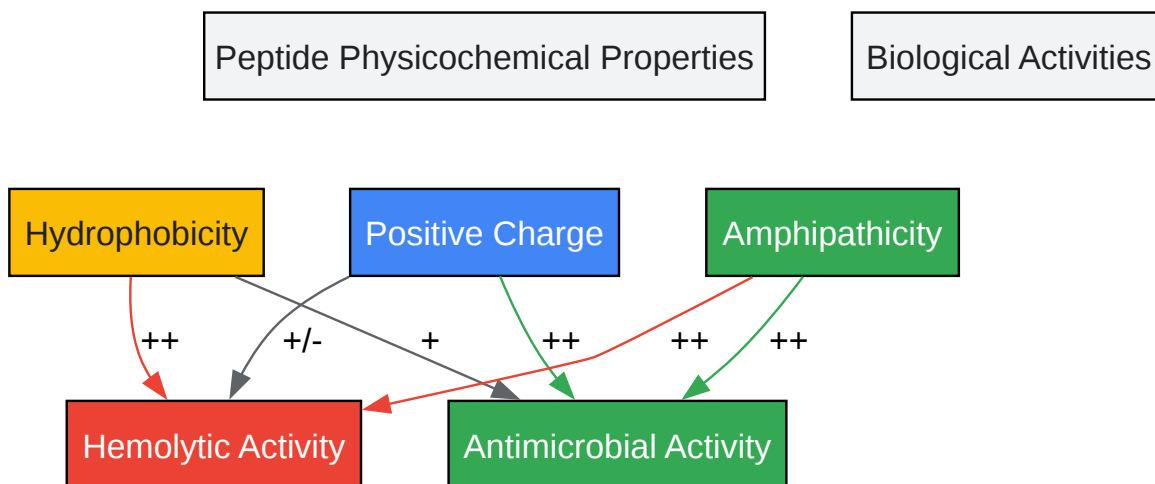 Peptide Physicochemical Properties
Biological Activities
Hydrophobicity
Positive Charge
Amphipathicity
++
+/-
+
++
++
++
Hemolytic Activity
Antimicrobial Activity